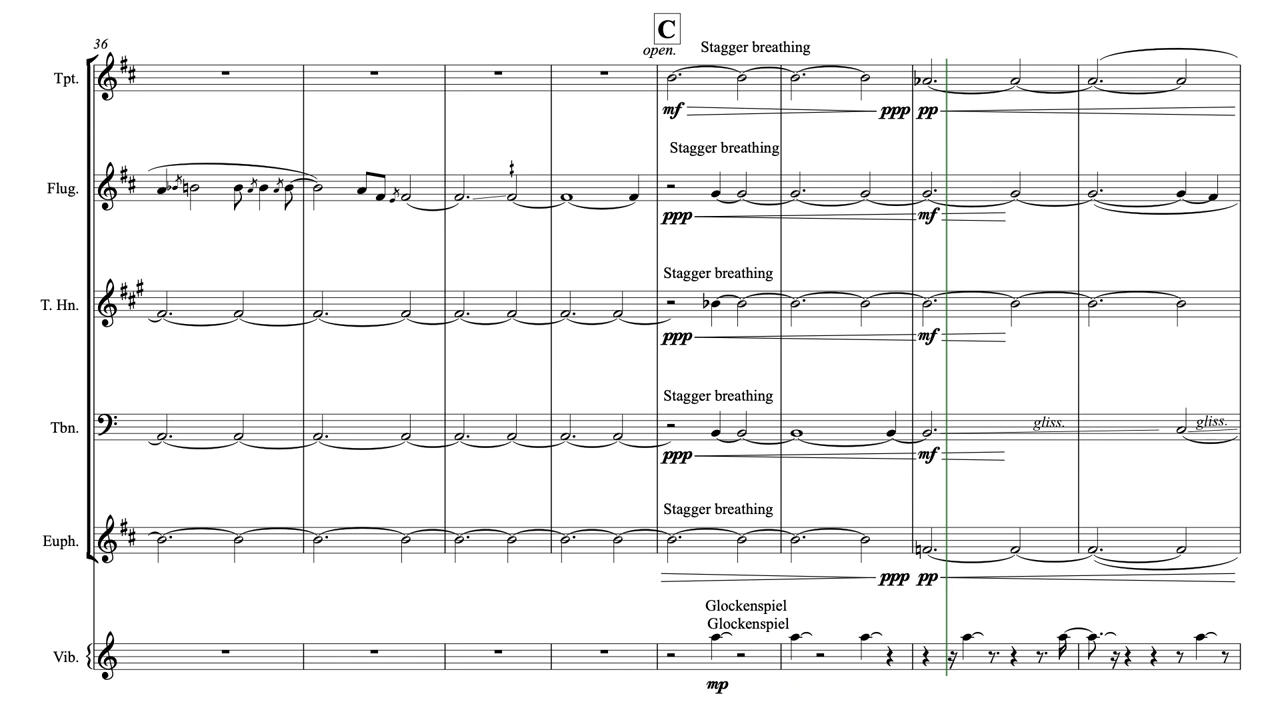 36
C
open.
Stagger breathing
Tpt.
mf
ppp
pp
Stagger breathing
Flug.
ppp
mf
Stagger breathing
T. Hn.
ppp
mf
Stagger breathing
Tbn.
gliss.
gliss.
ppp
mf
Stagger breathing
Euph.
ppp
pp
Glockenspiel
Glockenspiel
Vib.
mp